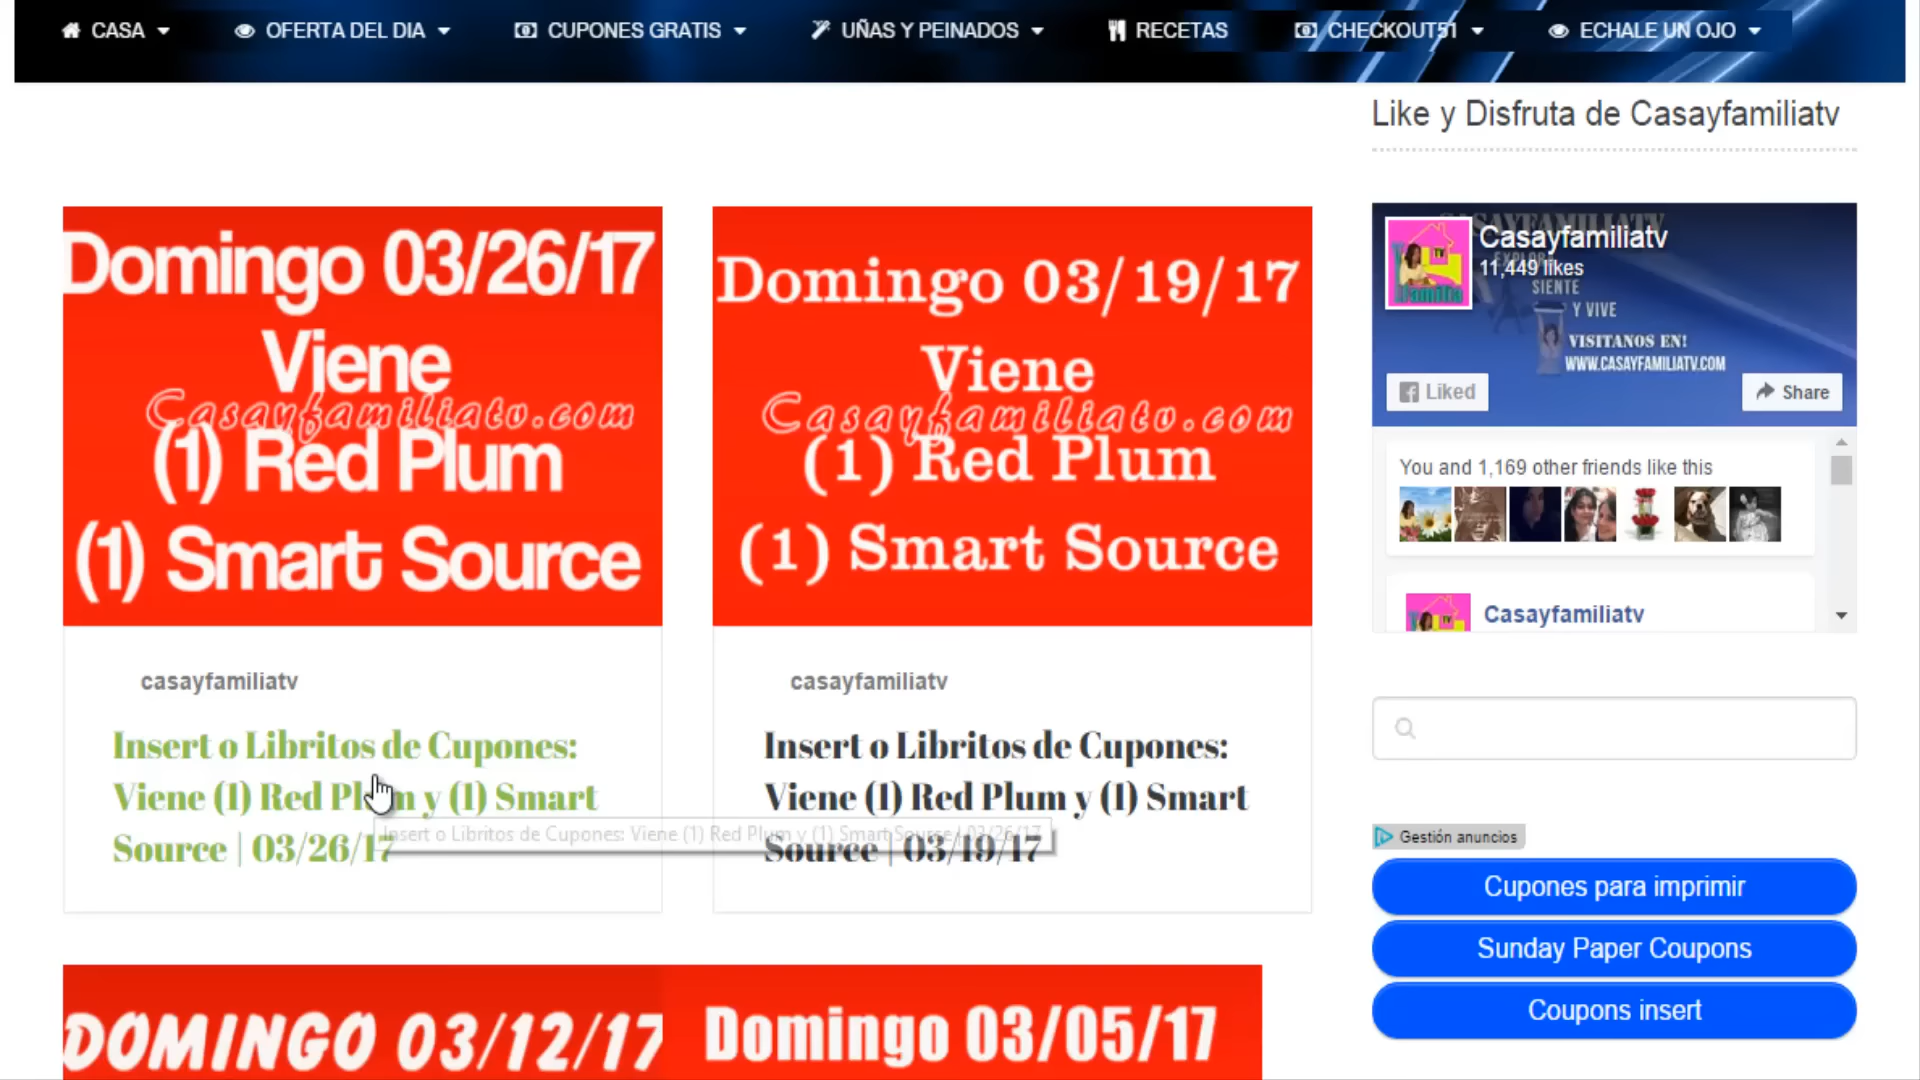 CASA
OFERTA DEL DIA
CUPONES GRATIS
UÑAS Y PEINADOS
RECETAS
CHECKOUT51
ECHALE UN OJO
Domingo 03/26/17
Viene
Casayfamiliatv.com
(1) Red Plum
(1) Smart Source
casayfamiliatv
Insert o Libritos de Cupones:
Viene (1) Red Plum y (1) Smart
Source | 03/26/17
Insert o Libritos de Cupones: Viene (1) Red Plum y (1) Smart Source | 03/26/17
Domingo 03/19/17
Viene
Casayfamiliatv.com
(1) Red Plum
(1) Smart Source
casayfamiliatv
Insert o Libritos de Cupones:
Viene (1) Red Plum y (1) Smart
Source | 03/19/17
DOMINGO 03/12/17
Domingo 03/05/17
Like y Disfruta de Casayfamiliatv
CASAYFAMILIATV
Casayfamiliatv
EXPLORA
11,449 likes
SIENTE
Y VIVE
VISITANOS EN!
WWW.CASAYFAMILIATV.COM
Liked
Share
You and 1,169 other friends like this
Casayfamiliatv
Gestión anuncios
Cupones para imprimir
Sunday Paper Coupons
Coupons insert